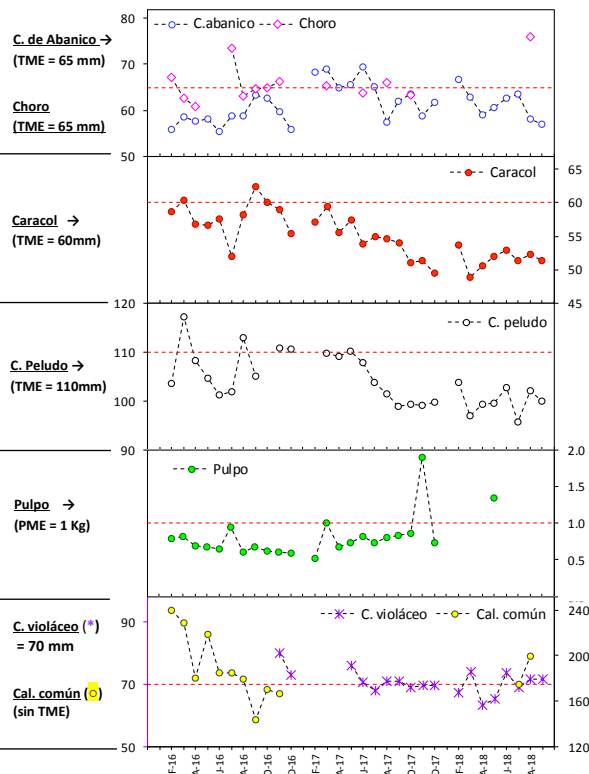 C. de Abanico →
(TME = 65 mm)
Choro
(TME = 65 mm)
80
70
60
50
C.abanico
Choro
Caracol →
(TME = 60mm)
Caracol
65
60
55
50
45
C. Peludo →
(TME = 110mm)
120
110
100
90
C. peludo
Pulpo →
(PME = 1 Kg)
Pulpo
2.0
1.5
1.0
0.5
C. violáceo (*)
= 70 mm
Cal. común (○)
(sin TME)
90
70
50
C. violáceo
Cal. común
240
200
160
120
F-16
A-16
J-16
A-16
O-16
D-16
F-17
A-17
J-17
A-17
O-17
D-17
F-18
A-18
J-18
A-18